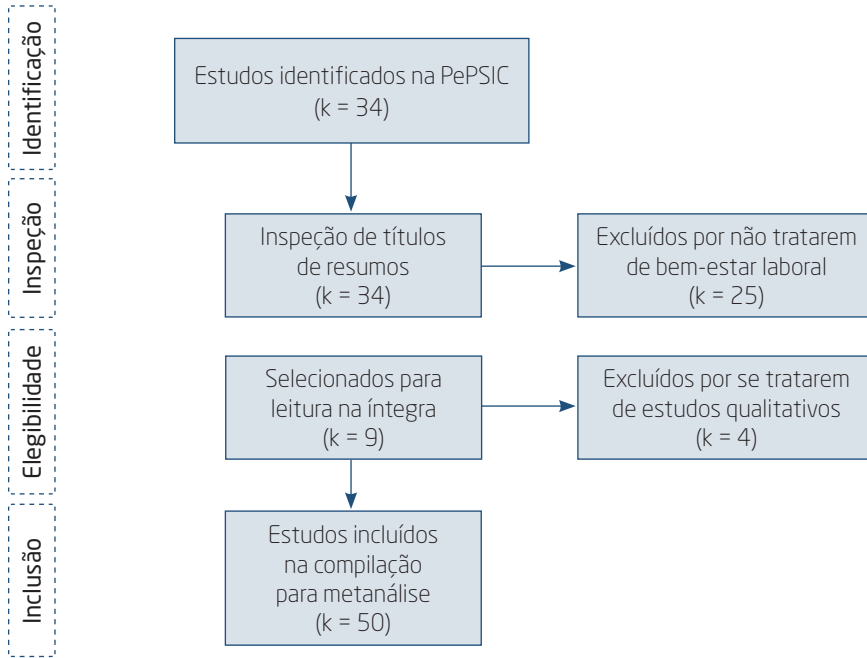 Identificação
Estudos identificados na PePSIC
(k = 34)
Inspeção
Inspeção de títulos
de resumos
(k = 34)
Excluídos por não tratarem
de bem-estar laboral
(k = 25)
Elegibilidade
Selecionados para
leitura na íntegra
(k = 9)
Excluídos por se tratarem
de estudos qualitativos
(k = 4)
Inclusão
Estudos incluídos
na compilação
para metanálise
(k = 50)